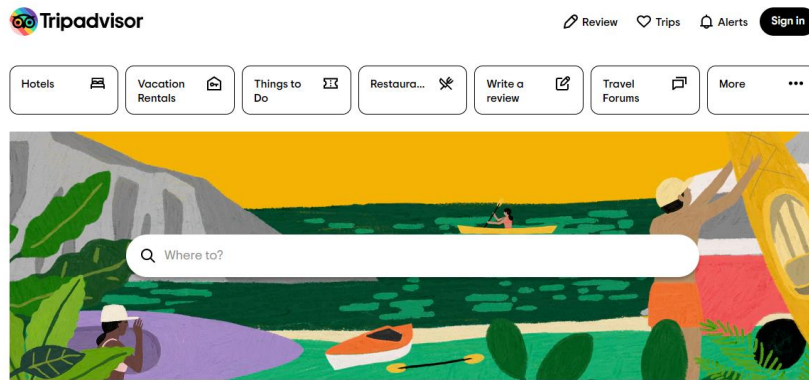 Tripadvisor
Review
Trips
Alerts
Sign in
Hotels
Vacation
Rentals
Things to
Do
Restaura...
Write a
review
Travel
Forums
More
Where to?